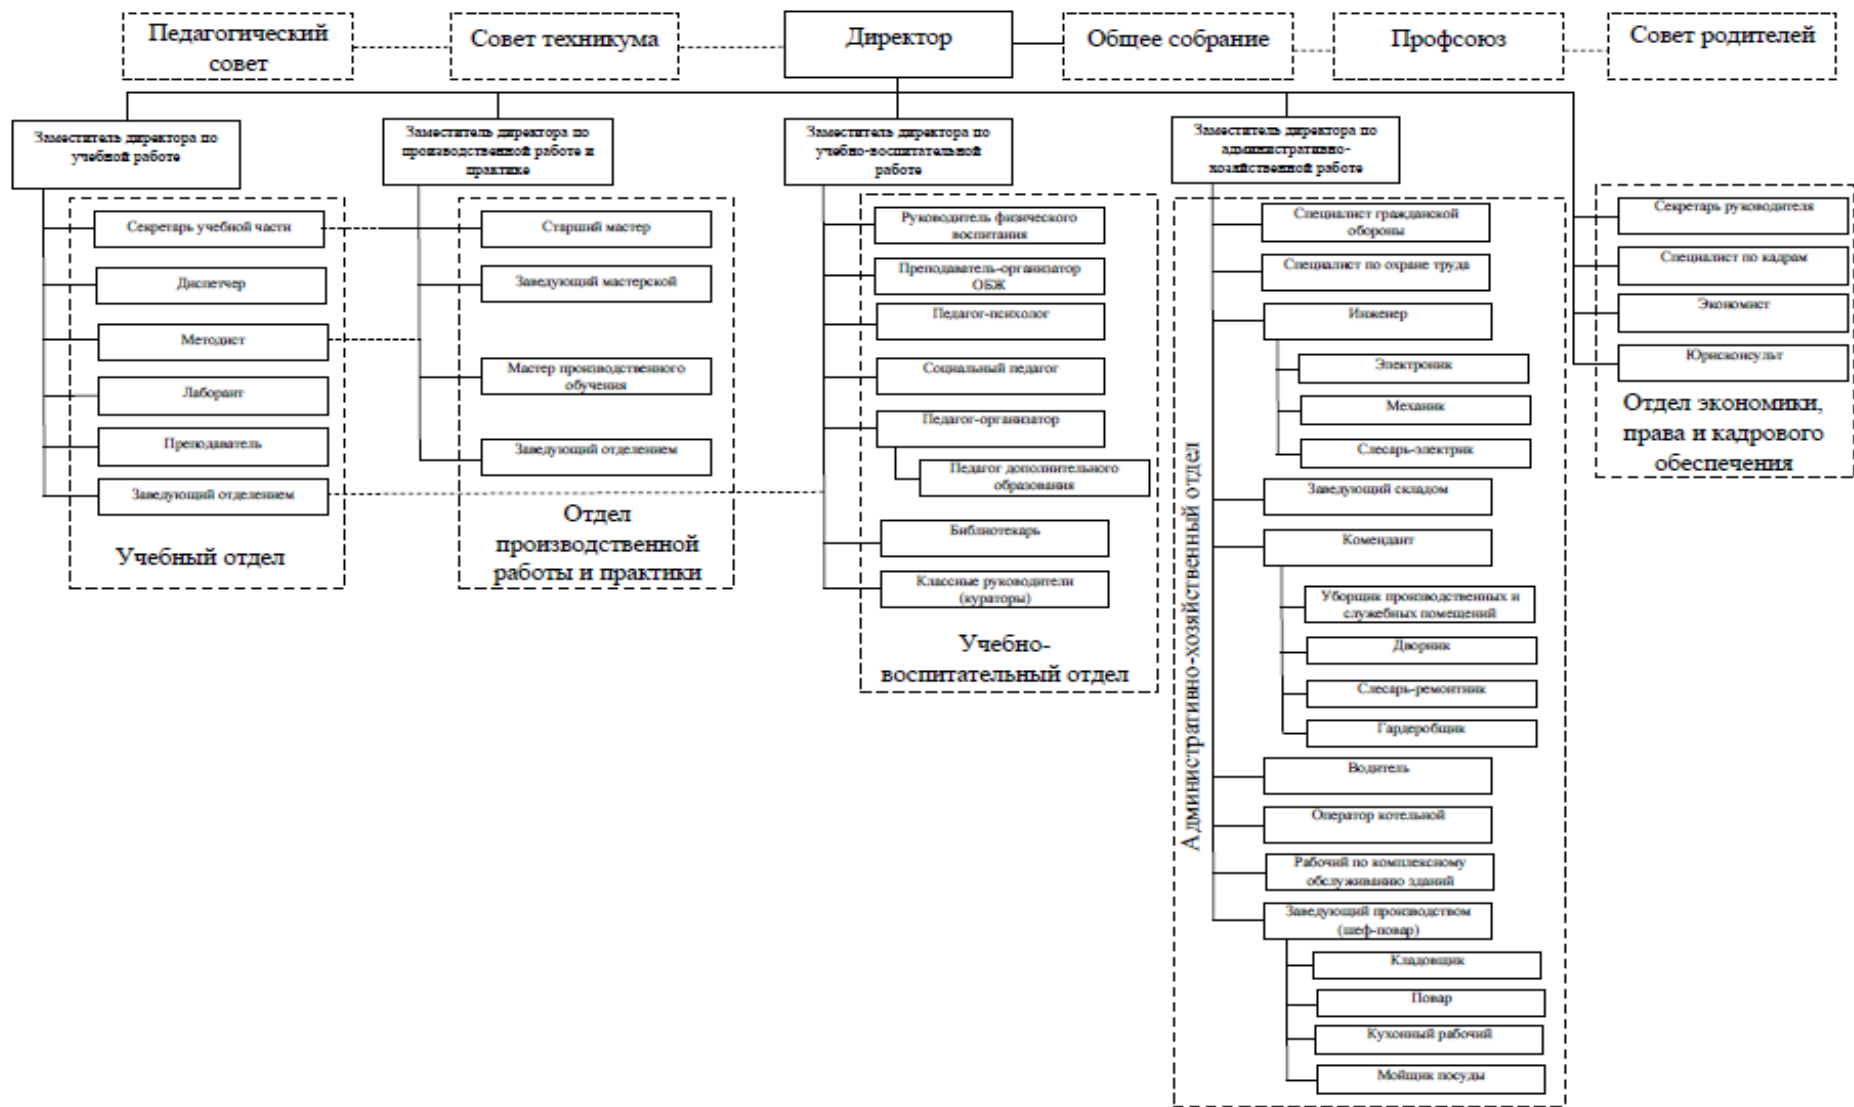 Педагогический
совет
Совет техникума
Директор
Общее собрание
Профсоюз
Совет родителей
Заместитель директора по
учебной работе
Заместитель директора по
производственной работе и
практике
Заместитель директора по
учебно-воспитательной
работе
Заместитель директора по
административно-
хозяйственной работе
Секретарь учебной части
Диспетчер
Методист
Лаборант
Преподаватель
Заведующий отделением
Учебный отдел
Старший мастер
Заведующий мастерской
Мастер производственного
обучения
Заведующий отделением
Отдел
производственной
работы и практики
Руководитель физического
воспитания
Преподаватель-организатор
ОБЖ
Педагог-психолог
Социальный педагог
Педагог-организатор
Педагог дополнительного
образования
Библиотекарь
Классные руководители
(кураторы)
Учебно-
воспитательный отдел
Административно-хозяйственный отдел
Специалист гражданской
обороны
Специалист по охране труда
Инженер
Электроник
Механик
Слесарь-электрик
Заведующий складом
Комендант
Уборщик производственных и
служебных помещений
Дворник
Слесарь-ремонтник
Гардеробщик
Водитель
Оператор котельной
Рабочий по комплексному
обслуживанию зданий
Заведующий производством
(шеф-повар)
Кладовщик
Повар
Кухонный рабочий
Мойщик посуды
Секретарь руководителя
Специалист по кадрам
Экономист
Юрисконсульт
Отдел экономики,
права и кадрового
обеспечения